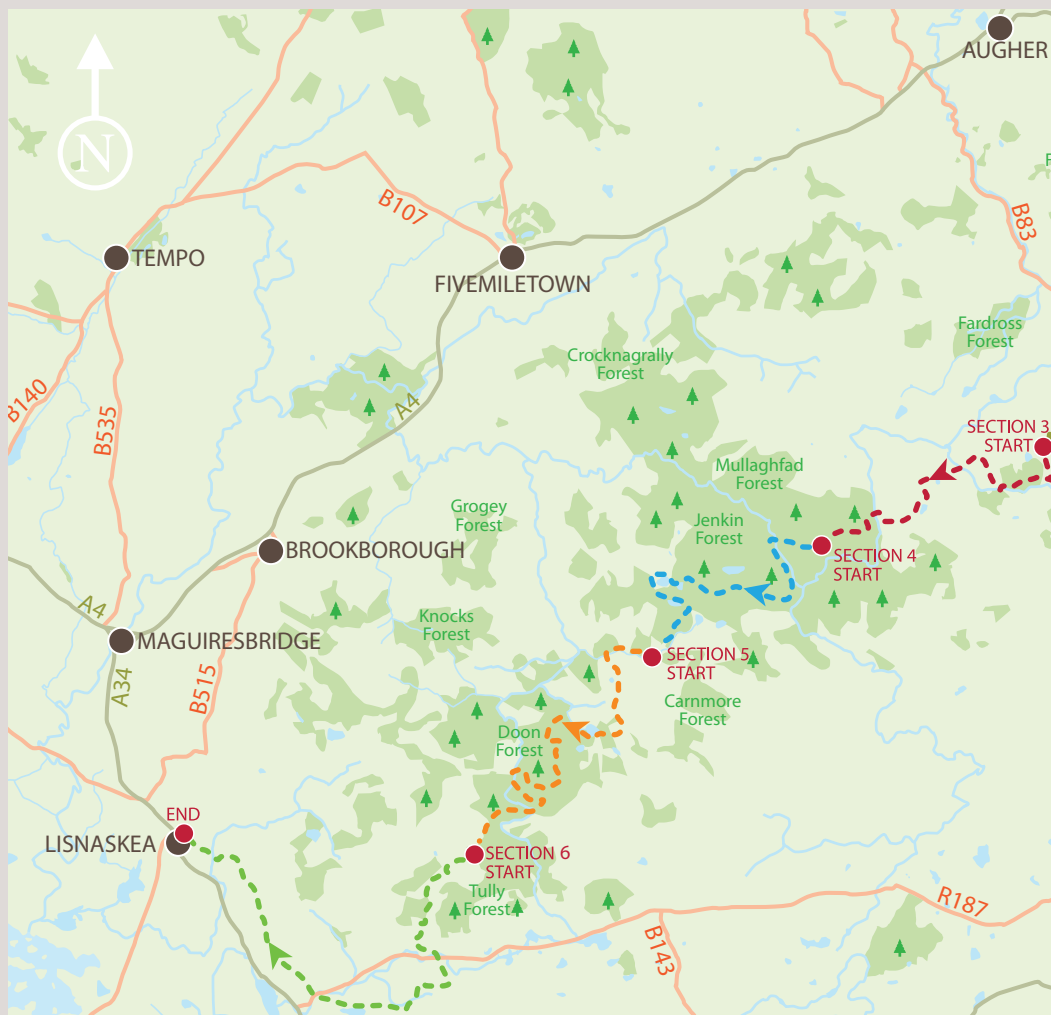 AUGHER
N
B107
B83
F
TEMPO
FIVEMILETOWN
Fardross
Forest
Crocknagrally
Forest
B140
B535
A4
SECTION 3
START
Mullaghfad
Forest
Grogey
Forest
Jenkin
Forest
BROOKBOROUGH
SECTION 4
START
A4
Knocks
Forest
MAGUIRESBRIDGE
SECTION 5
START
A34
B515
Carnmore
Forest
Doon
Forest
END
LISNASKEA
SECTION 6
START
Tully
Forest
R187
B143